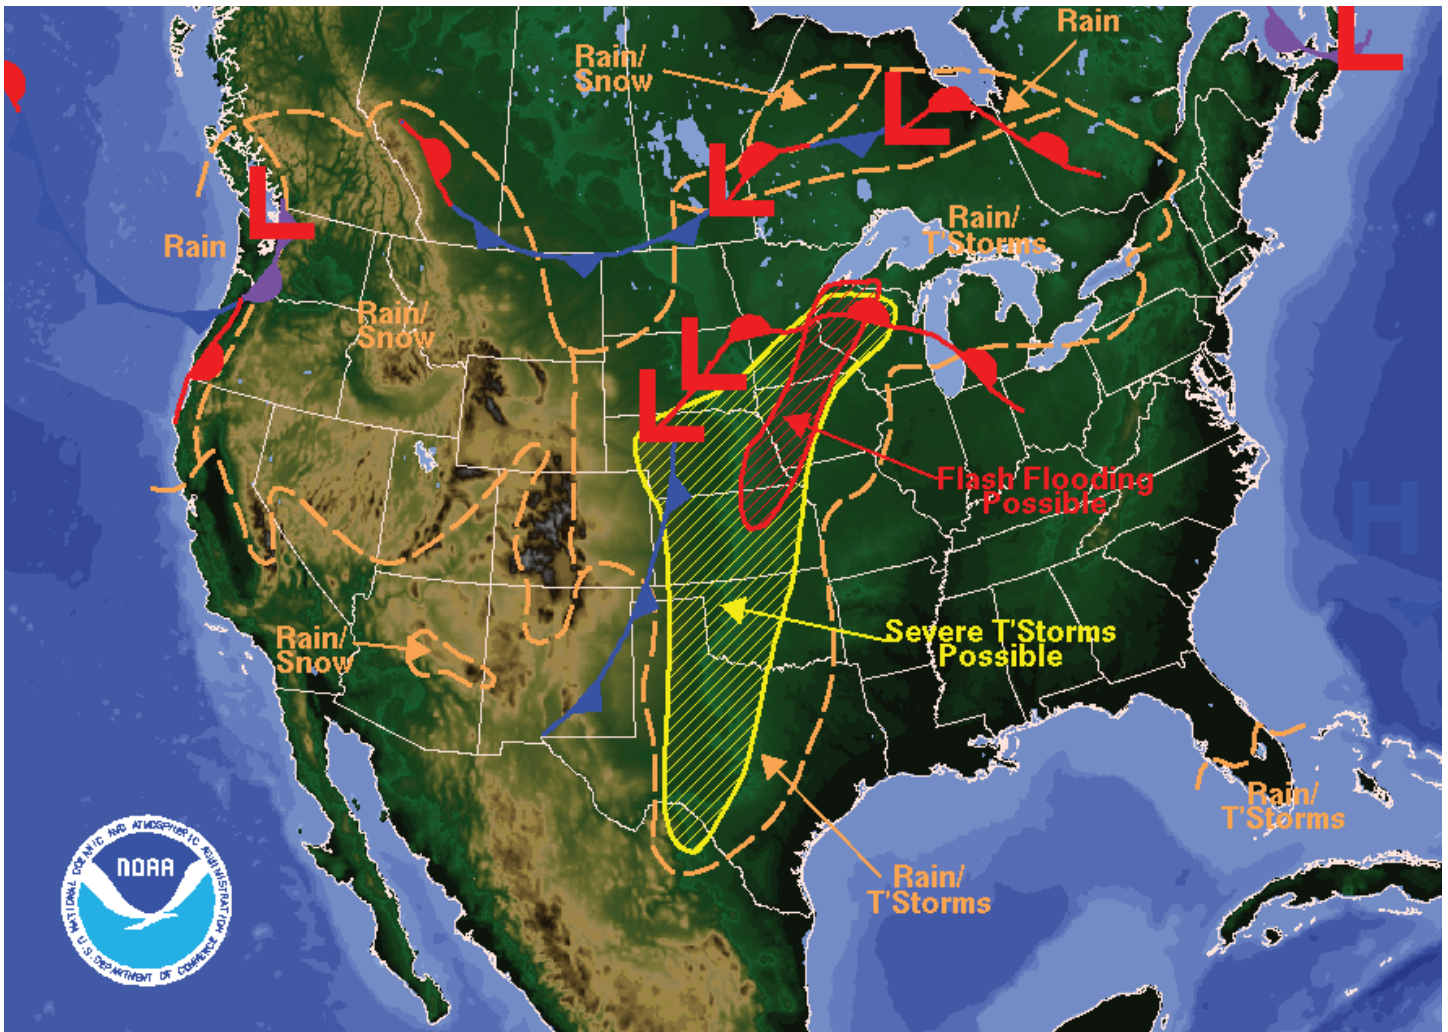 Rain
Rain/
Snow
L
L
L
L
Rain
Rain/
T'Storms
Rain/
Snow
L
L
Flash Flooding
Possible
H
Rain/
Snow
Severe T'Storms
Possible
Rain/
T'Storms
Rain/
T'Storms
NATIONAL OCEANIC AND ATMOSPHERIC ADMINISTRATION
NOAA
U.S. DEPARTMENT OF COMMERCE